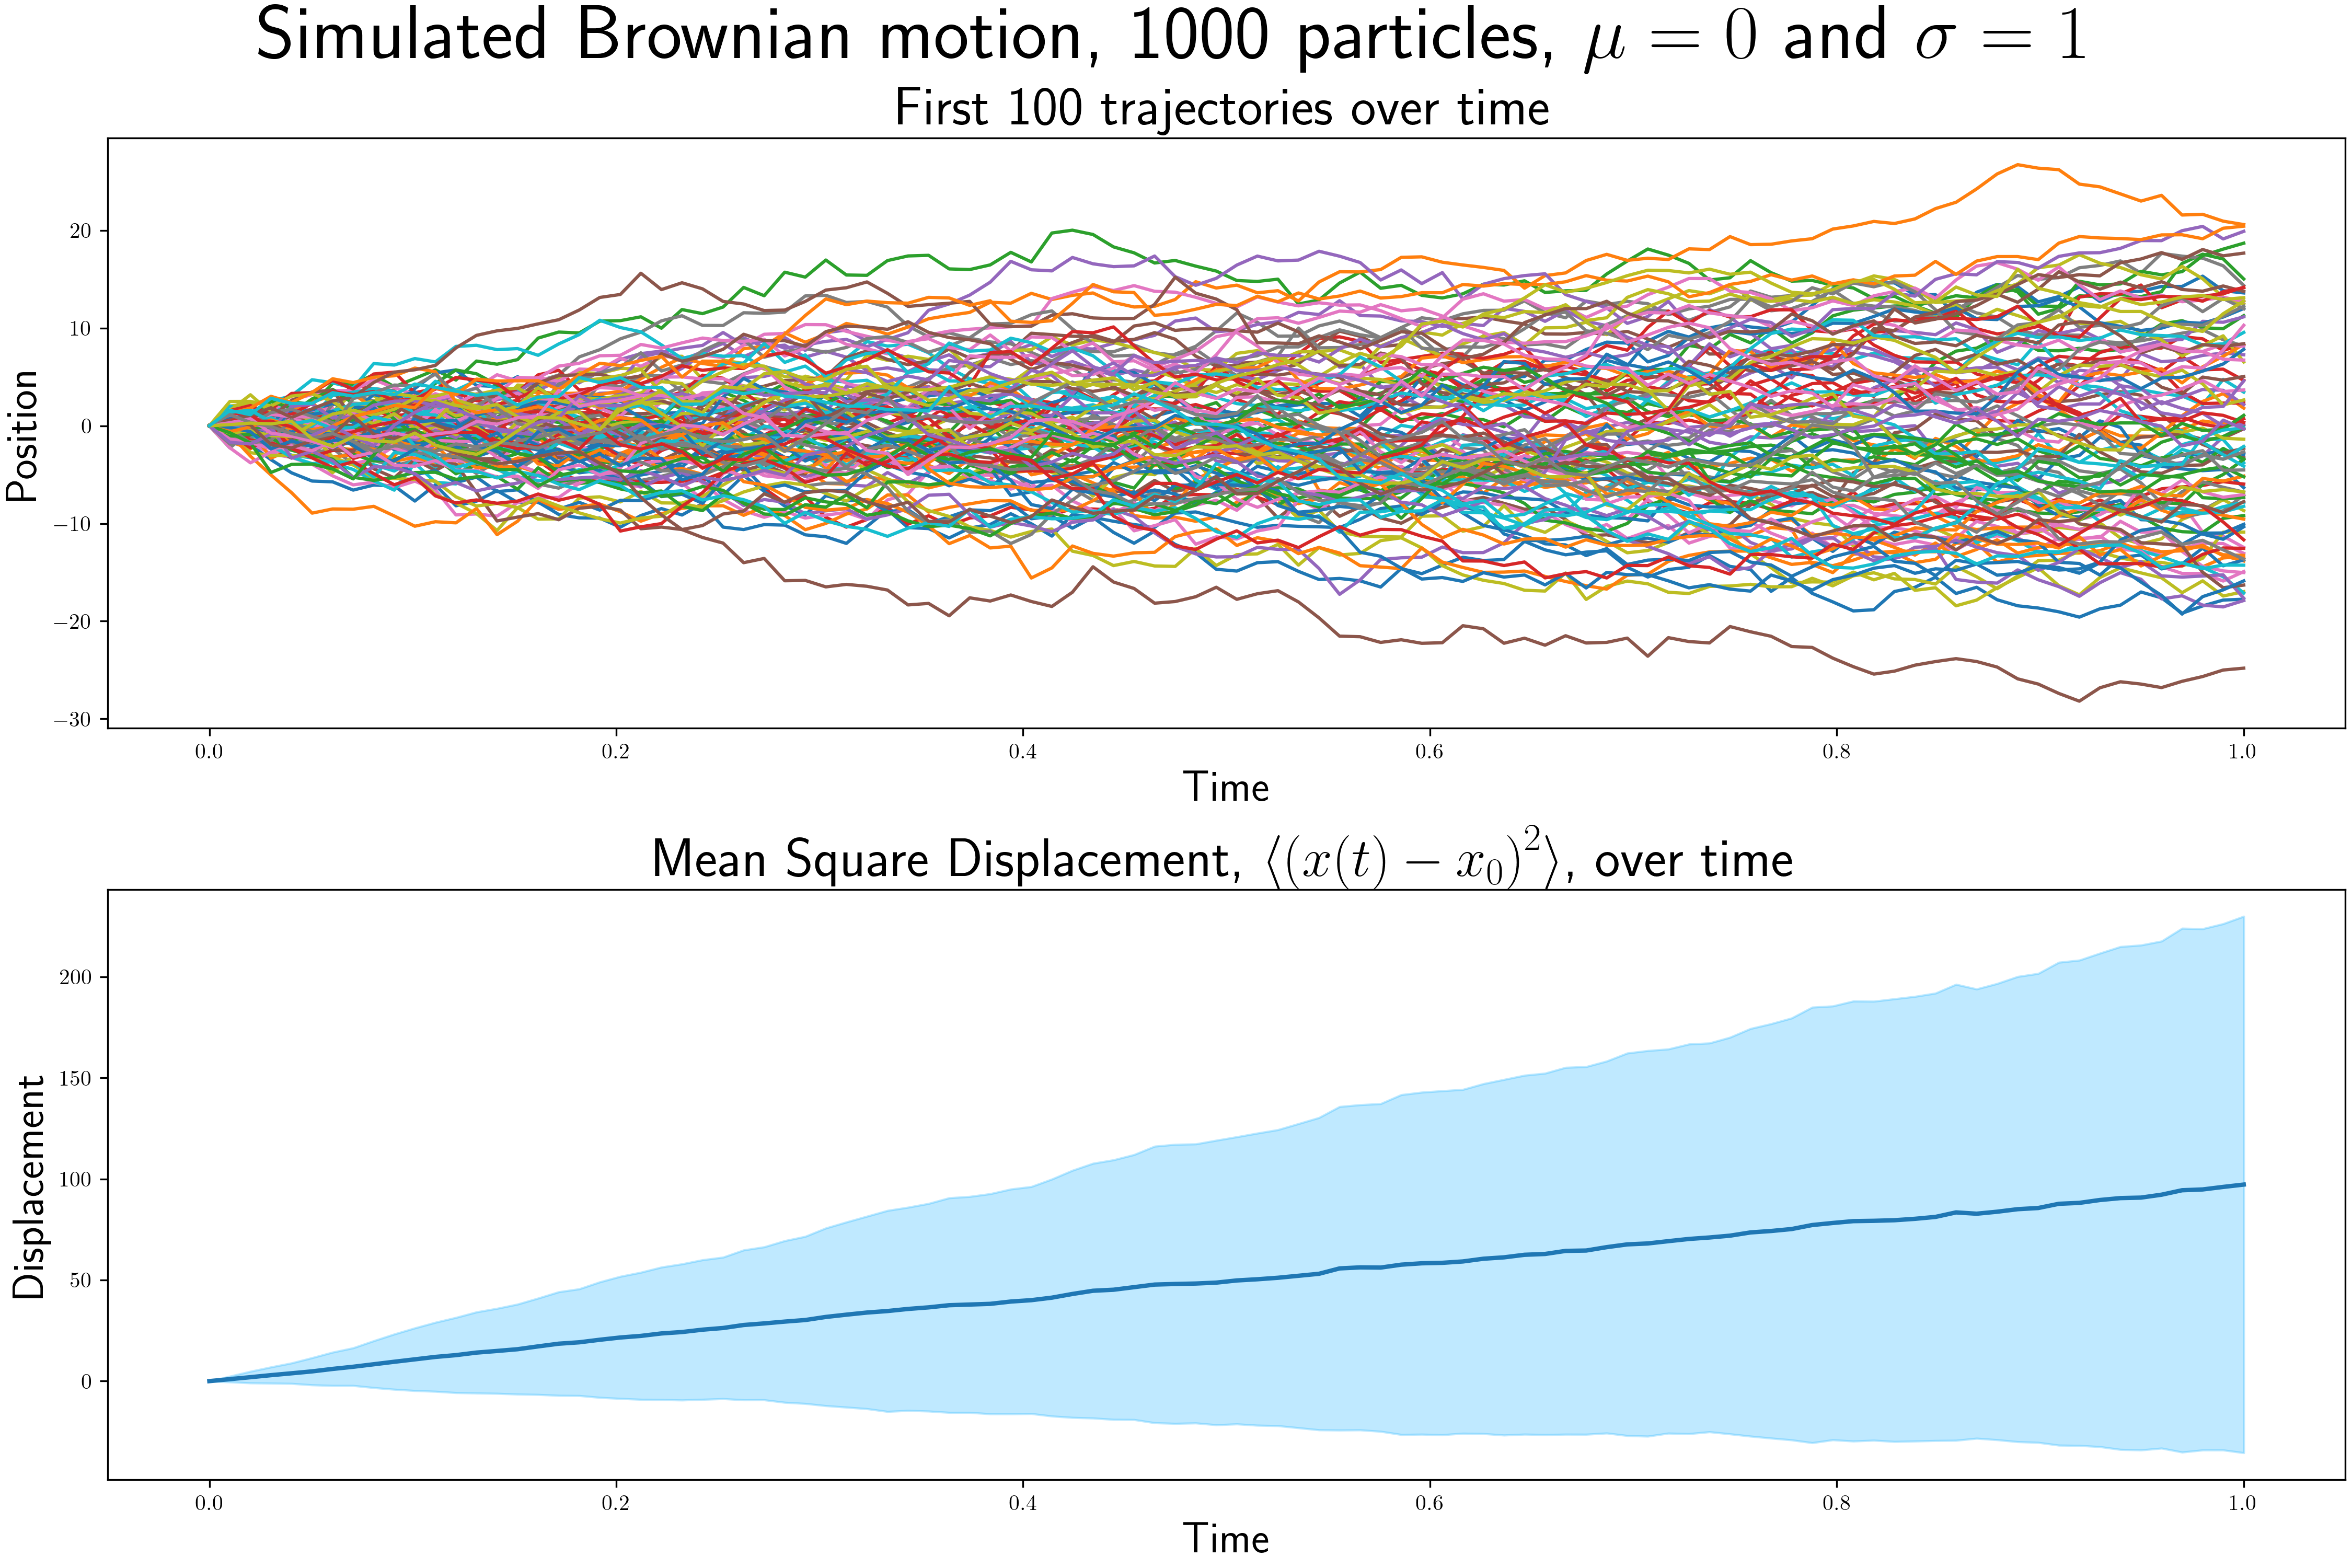 Simulated Brownian motion, 1000 particles, μ = 0 and σ = 1
First 100 trajectories over time
Position
20
10
0
−10
−20
−30
0.0 0.2 0.4 0.6 0.8 1.0
Time
Mean Square Displacement, ⟨(x(t) − x₀)²⟩, over time
Displacement
200
150
100
50
0
0.0 0.2 0.4 0.6 0.8 1.0
Time